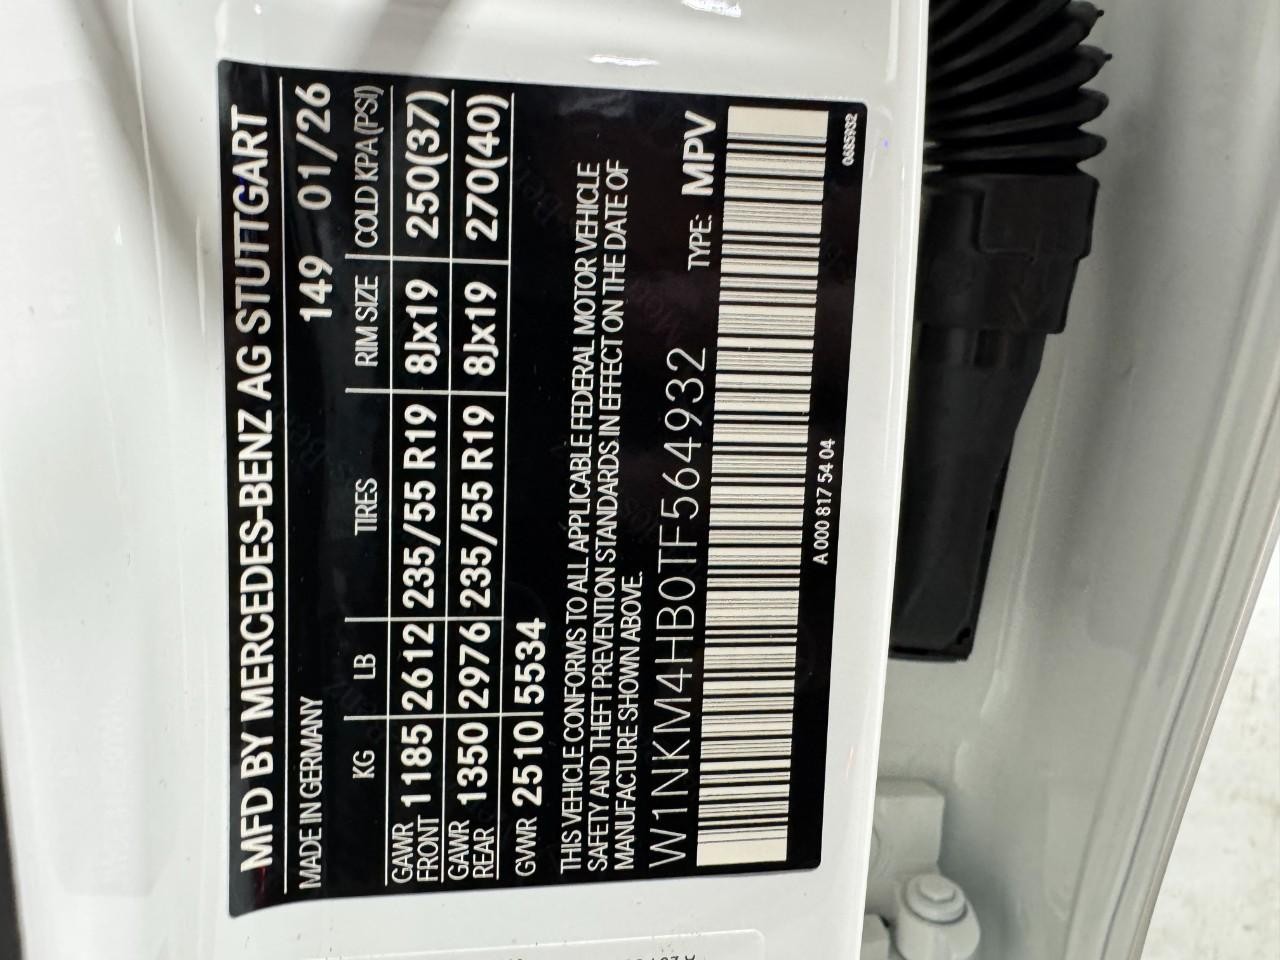 MFD BY MERCEDES-BENZ AG STUTTGART
MADE IN GERMANY 149 01/26
KG LB TIRES RIM SIZE COLD KPA (PSI)
GAWR FRONT 1185 2612 235/55 R19 8Jx19 250(37)
GAWR REAR 1350 2976 235/55 R19 8Jx19 270(40)
GVWR 2510 5534
THIS VEHICLE CONFORMS TO ALL APPLICABLE FEDERAL MOTOR VEHICLE
SAFETY AND THEFT PREVENTION STANDARDS IN EFFECT ON THE DATE OF
MANUFACTURE SHOWN ABOVE.
W1NKM4HB0TF564932 TYPE: MPV
A 000 817 54 04
0685932